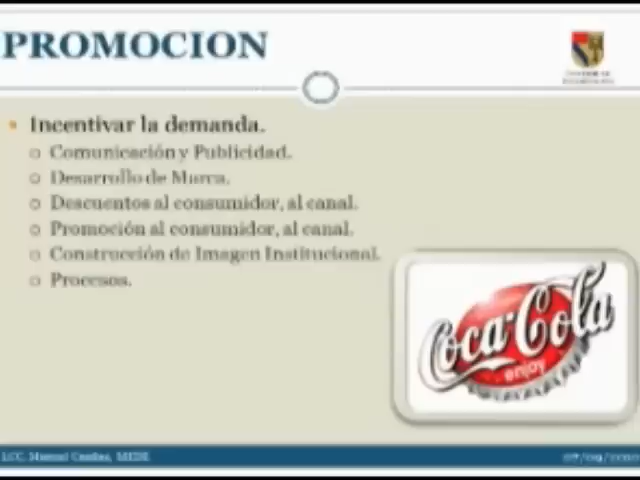 PROMOCION
Incentivar la demanda.
Comunicación y Publicidad.
Desarrollo de Marca.
Descuentos al consumidor, al canal.
Promoción al consumidor, al canal.
Construcción de Imagen Institucional.
Procesos.
Coca-Cola
enjoy
LCC.